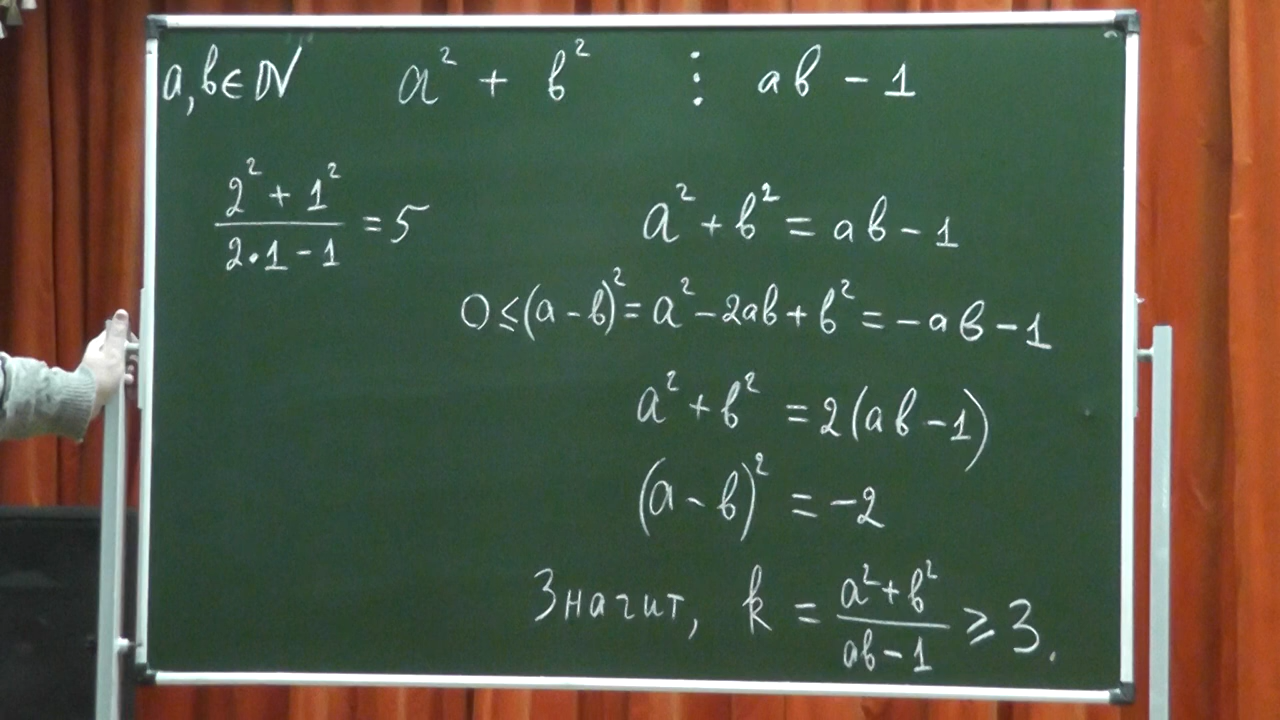 a, b ∈ ℕ a² + b² ⋮ ab - 1
(2² + 1²)/(2·1 - 1) = 5
a² + b² = ab - 1
0 ≤ (a - b)² = a² - 2ab + b² = -ab - 1
a² + b² = 2(ab - 1)
(a - b)² = -2
Значит, k = (a² + b²)/(ab - 1) ≥ 3.